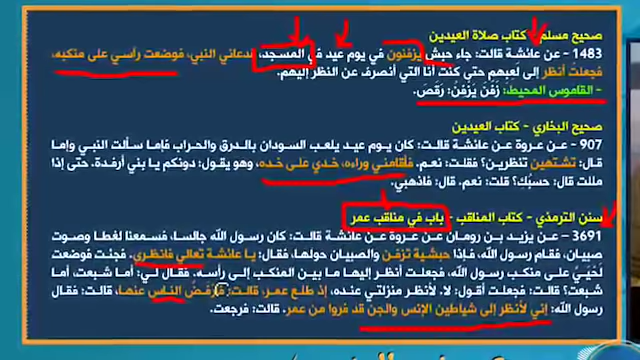 صحيح مسلم - كتاب صلاة العيدين
1483 - عن عائشة قالت: جاء حبش يزفنون في يوم عيد في المسجد، فدعاني النبي، فوضعت رأسي على منكبه،
فجعلت أنظر إلى لعبهم حتى كنت أنا التي أنصرف عن النظر إليهم.
- القاموس المحيط: زَفَنَ يَزْفِنُ: رَقَصَ.
صحيح البخاري - كتاب العيدين
907 - عن عروة عن عائشة قالت: كان يوم عيد يلعب السودان بالدرق والحراب فإما سألت النبي وإما
قال: تشتهين تنظرين؟ فقلت: نعم. فأقامني وراءه، خدي على خده، وهو يقول: دونكم يا بني أرفدة. حتى إذا
مللت قال: حسبُكِ؟ قلت: نعم. قال: فاذهبي.
سنن الترمذي - كتاب المناقب - باب في مناقب عمر
3691 - عن يزيد بن رومان عن عروة عن عائشة قالت: كان رسول الله جالسا، فسمعنا لغطا وصوت
صبيان، فقام رسول الله، فإذا حبشية تزفن والصبيان حولها، فقال: يا عائشة تعالي فانظري. فجئت فوضعت
لَحْيَيَّ على منكب رسول الله، فجعلت أنظر إليها ما بين المنكب إلى رأسه. فقال لي: أما شبعت، أما
شبعت؟ قالت: فجعلت أقول: لا. لأنظر منزلتي عنده، إذ طلع عمر، قالت: فارفضّ الناس عنها، قالت: فقال
رسول الله: إني لأنظر إلى شياطين الإنس والجن قد فروا من عمر. قالت: فرجعت.